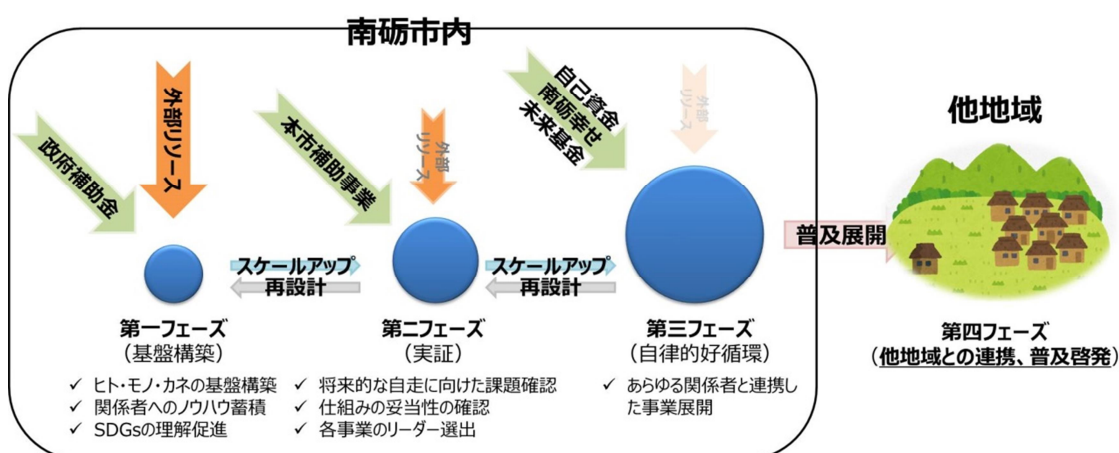 南砺市内
政府補助金
外部リソース
本市補助事業
外部
リソース
自己資金
南砺幸せ
未来基金
外部
リソース
他地域
普及展開
スケールアップ
再設計
スケールアップ
再設計
第一フェーズ
（基盤構築）
✓ ヒト・モノ・カネの基盤構築
✓ 関係者へのノウハウ蓄積
✓ SDGsの理解促進
第二フェーズ
（実証）
✓ 将来的な自走に向けた課題確認
✓ 仕組みの妥当性の確認
✓ 各事業のリーダー選出
第三フェーズ
（自律的好循環）
✓ あらゆる関係者と連携し
た事業展開
第四フェーズ
（他地域との連携、普及啓発）